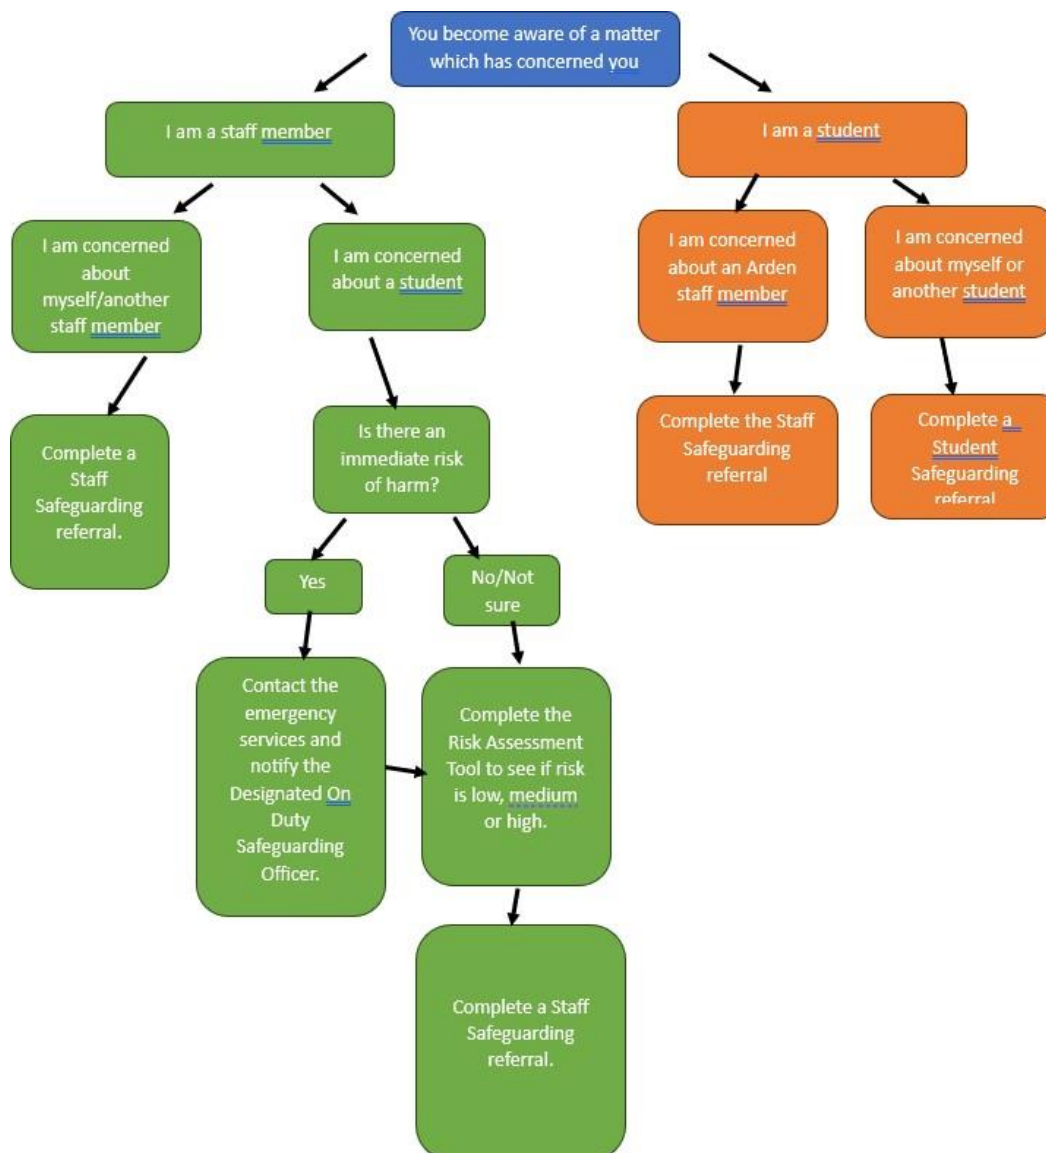 You become aware of a matter
which has concerned you
I am a staff member
I am a student
I am concerned
about
myself/another
staff member
I am concerned
about a student
I am concerned
about an Arden
staff member
I am concerned
about myself or
another student
Complete a
Staff
Safeguarding
referral.
Is there an
immediate risk
of harm?
Complete the Staff
Safeguarding
referral
Complete a
Student
Safeguarding
referral
Yes
No/Not
sure
Contact the
emergency
services and
notify the
Designated On
Duty
Safeguarding
Officer.
Complete the
Risk Assessment
Tool to see if risk
is low, medium
or high.
Complete a Staff
Safeguarding
referral.